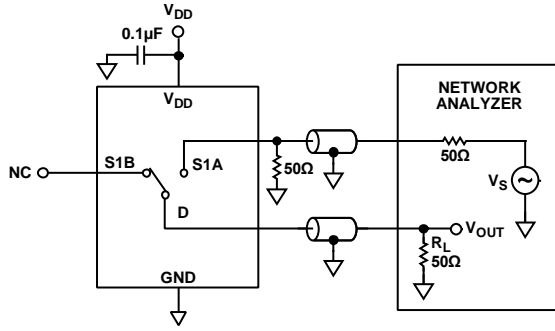 VDD
0.1µF
VDD
NETWORK
ANALYZER
S1B
S1A
NC
50Ω
50Ω
VS
D
VOUT
RL
50Ω
GND